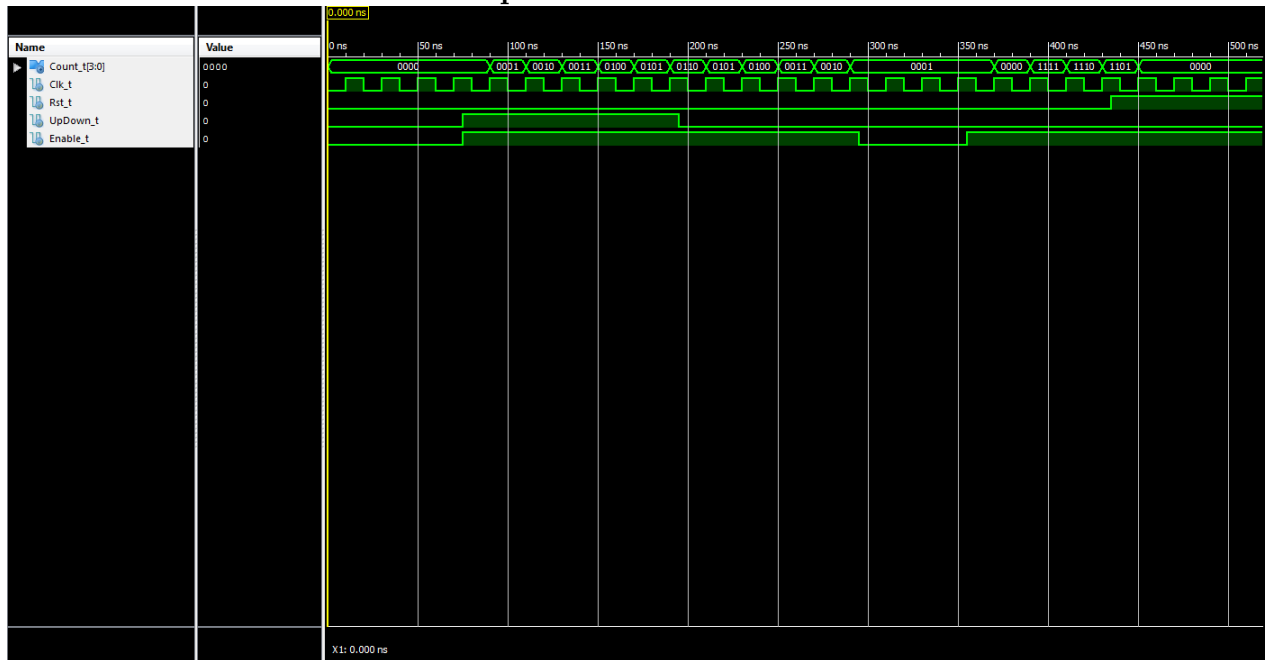 0.000 ns
Name Value 0 ns 50 ns 100 ns 150 ns 200 ns 250 ns 300 ns 350 ns 400 ns 450 ns 500 ns
Count_t[3:0] 0000 0000 0001 0010 0011 0100 0101 0110 0101 0100 0011 0010 0001 0000 1111 1110 1101 0000
Clk_t 0
Rst_t 0
UpDown_t 0
Enable_t 0
X1: 0.000 ns